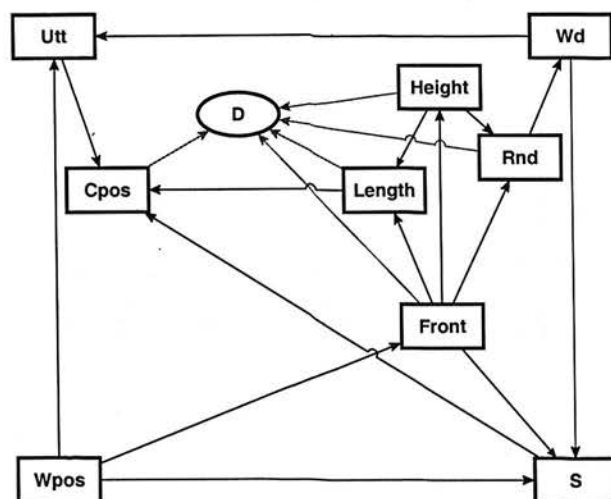 Utt
Wd
Height
D
Rnd
Cpos
Length
Front
Wpos
S